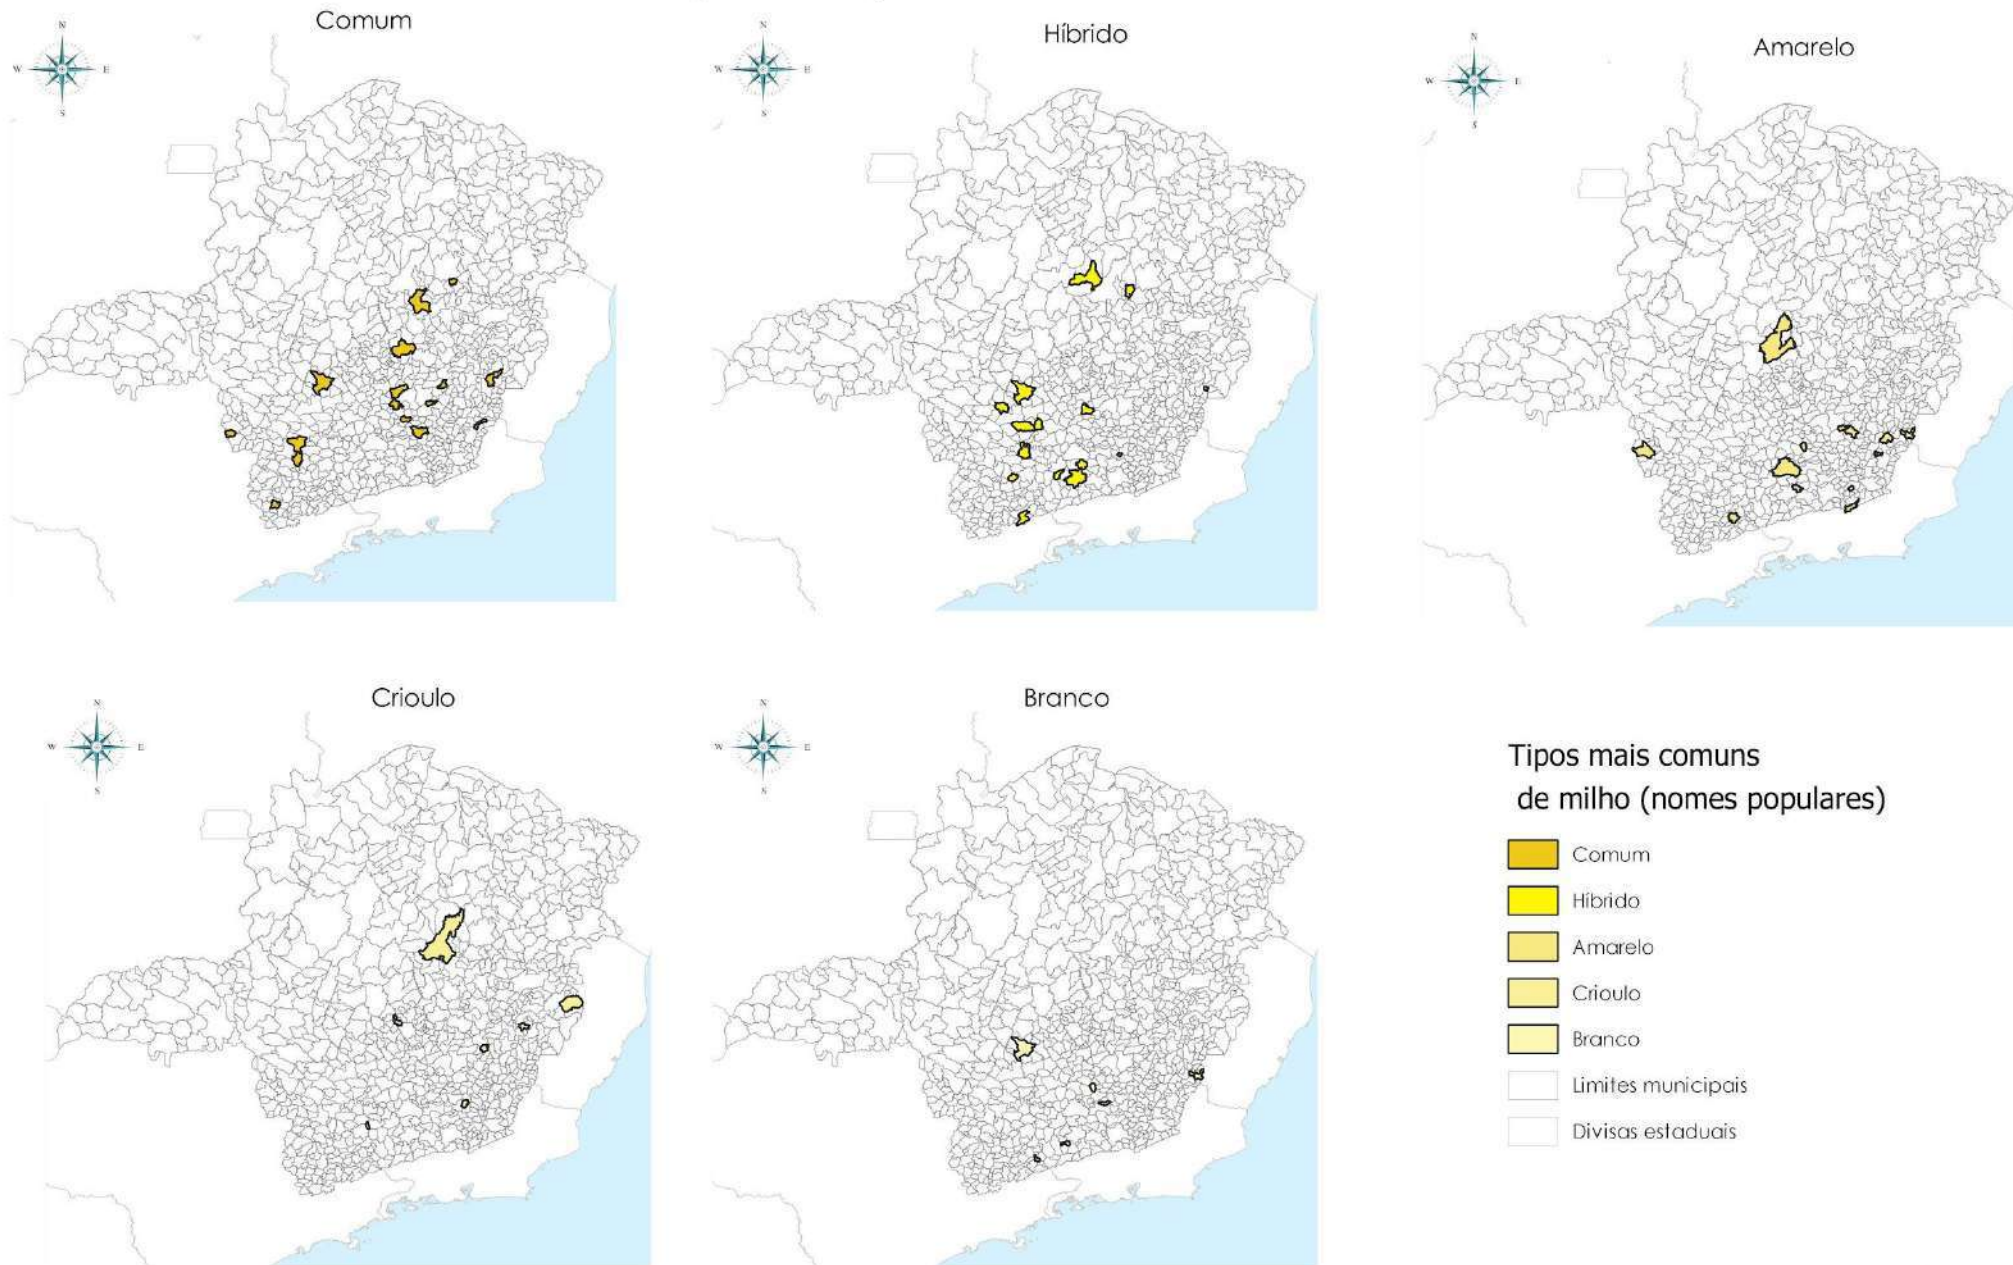 Comum
Híbrido
Amarelo
N
W
E
S
N
W
E
S
N
W
E
S
Crioulo
Branco
N
W
E
S
N
W
E
S
Tipos mais comuns
de milho (nomes populares)
Comum
Híbrido
Amarelo
Crioulo
Branco
Limites municipais
Divisas estaduais